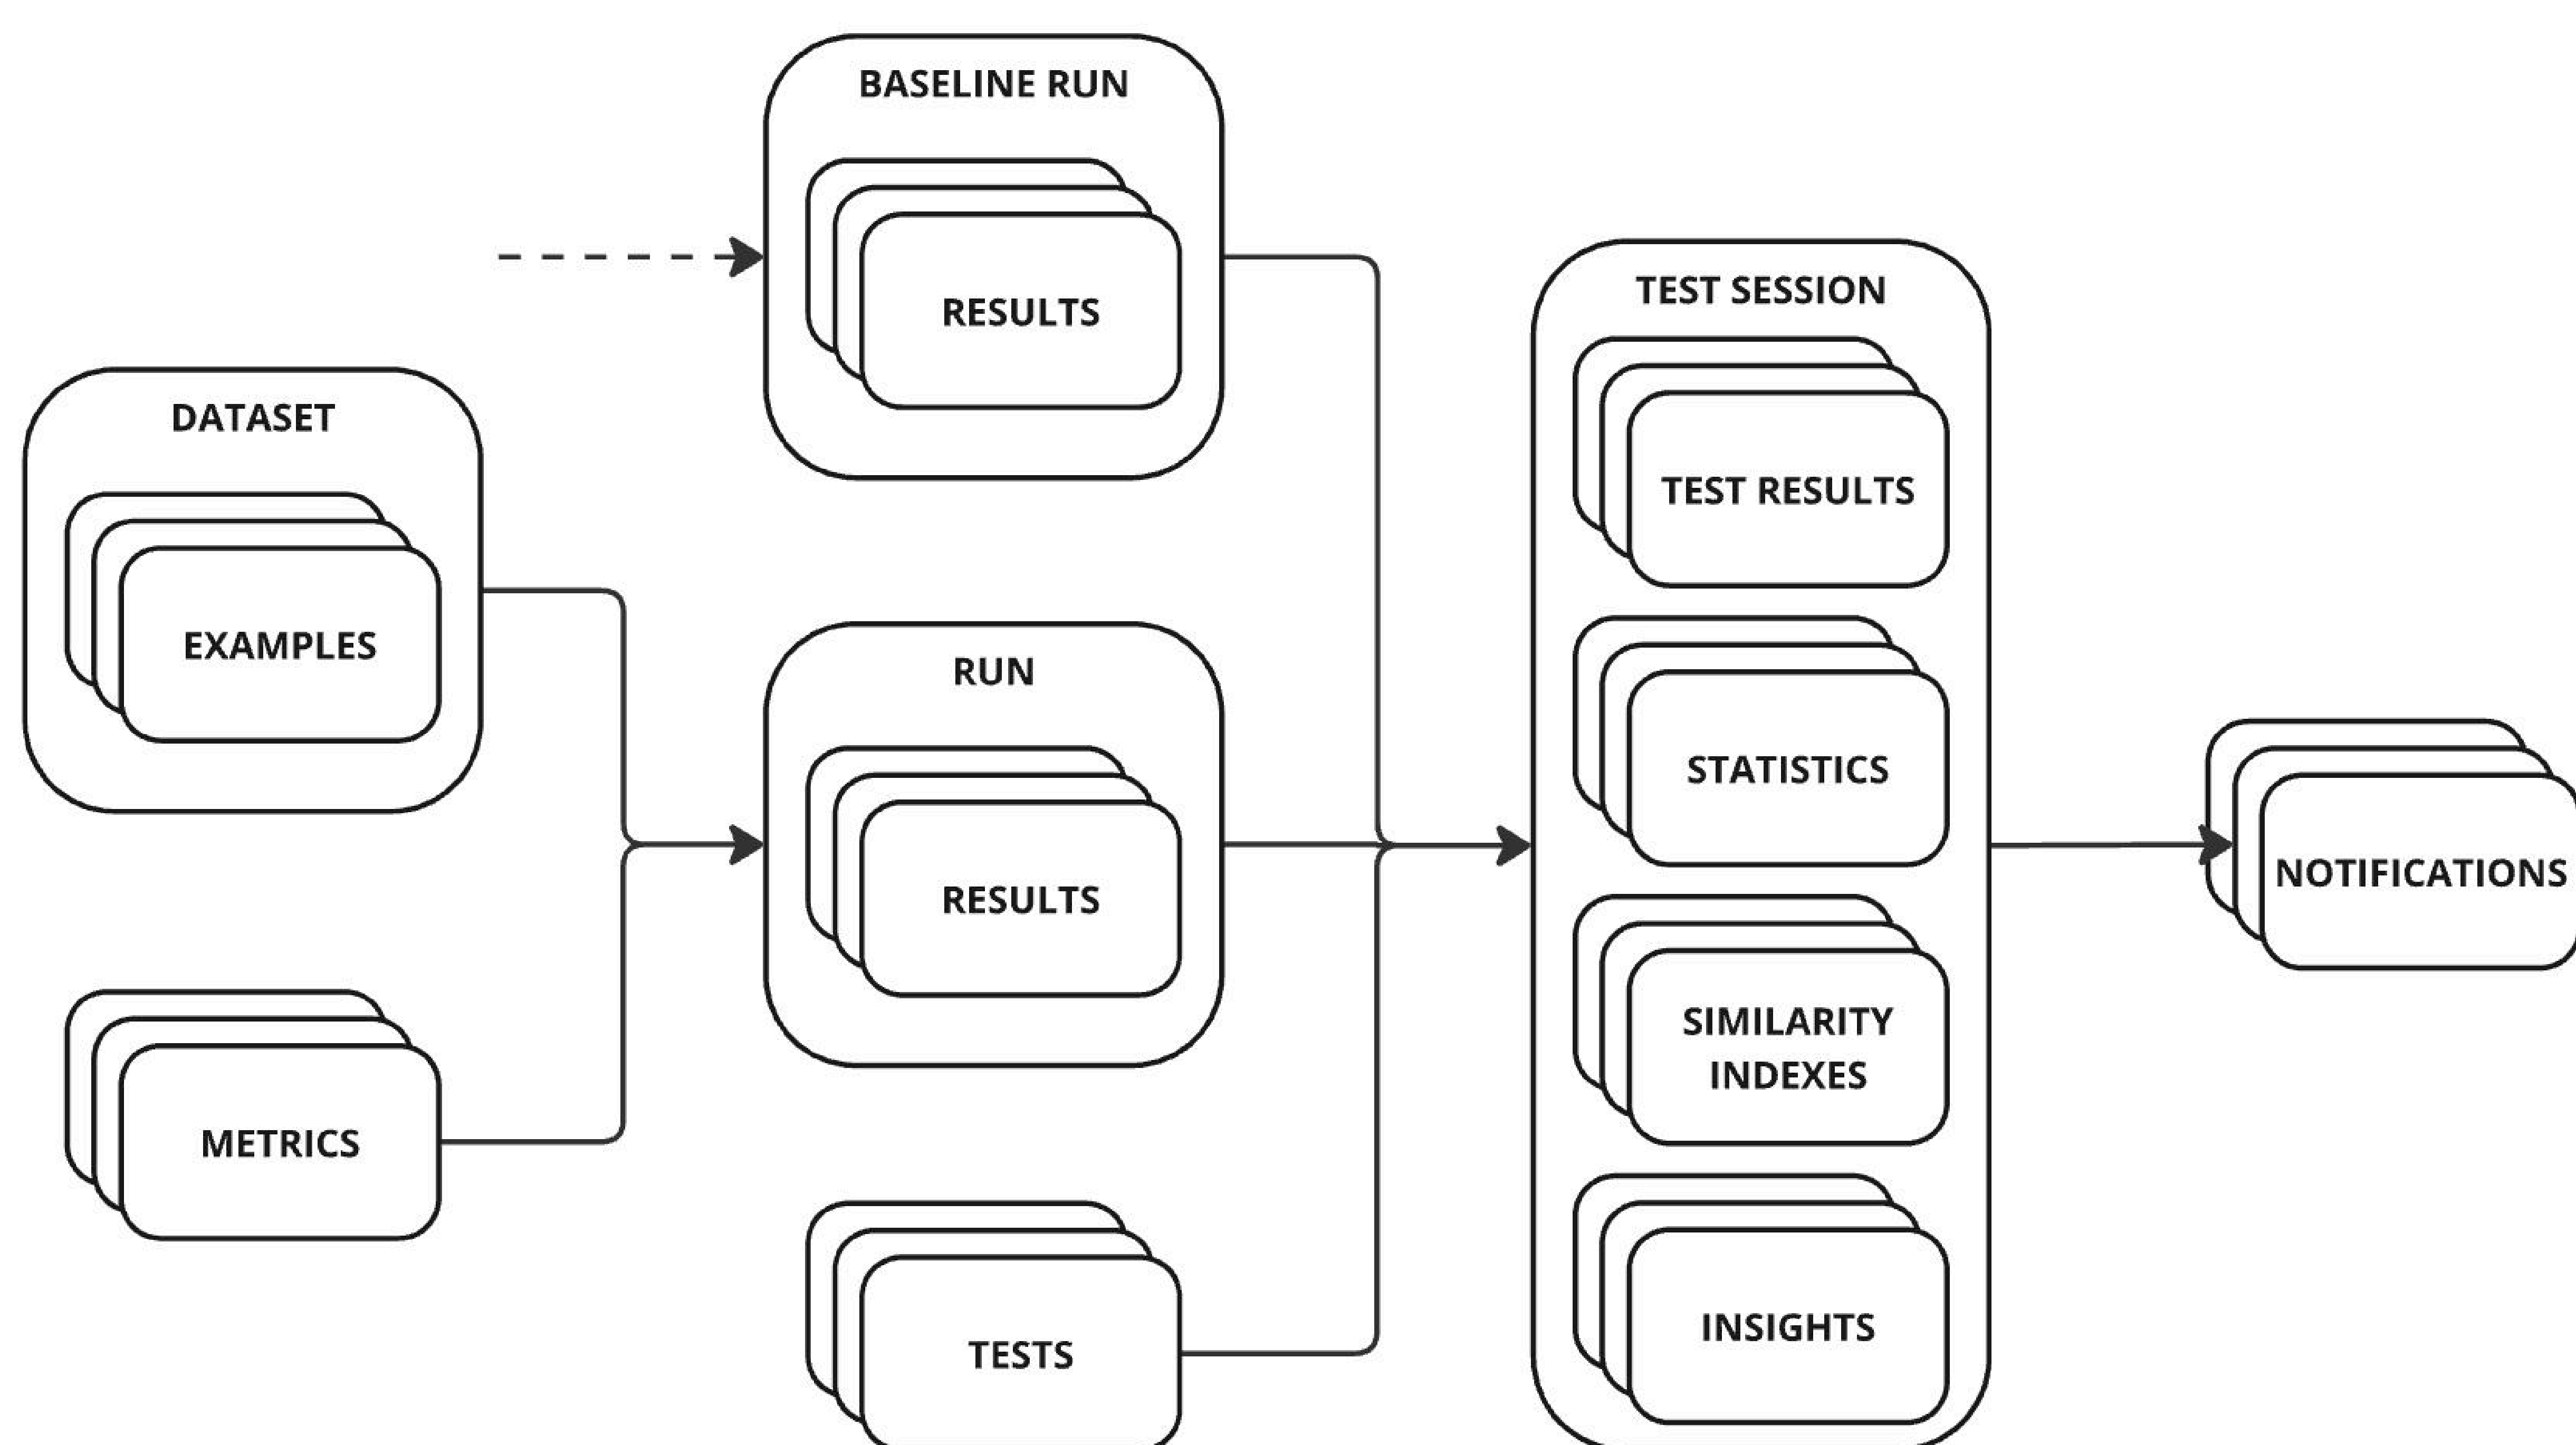 BASELINE RUN
RESULTS
DATASET
EXAMPLES
METRICS
RUN
RESULTS
TESTS
TEST SESSION
TEST RESULTS
STATISTICS
SIMILARITY
INDEXES
INSIGHTS
NOTIFICATIONS